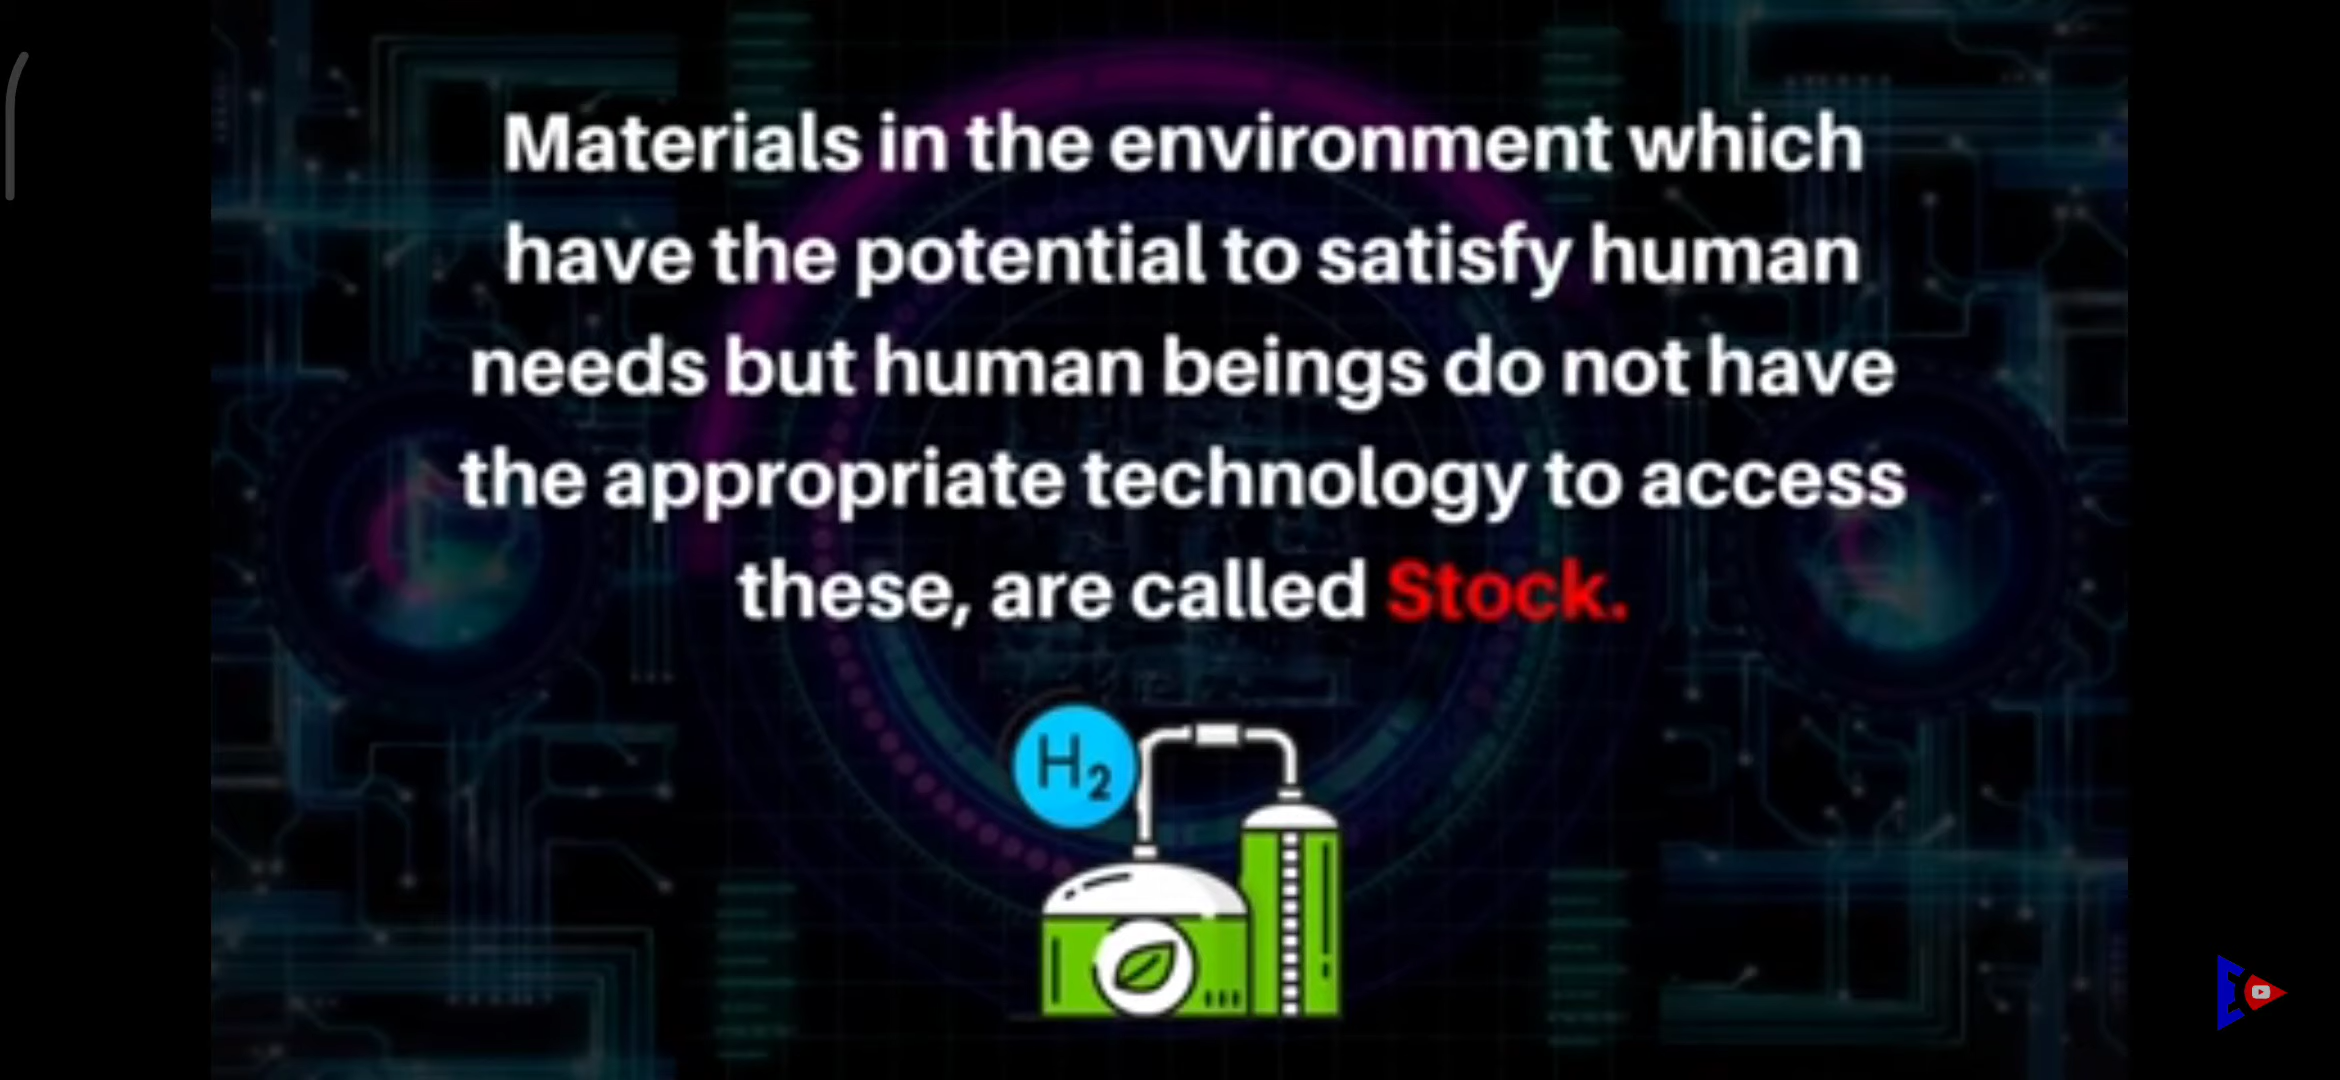 Materials in the environment which
have the potential to satisfy human
needs but human beings do not have
the appropriate technology to access
these, are called Stock.
H2